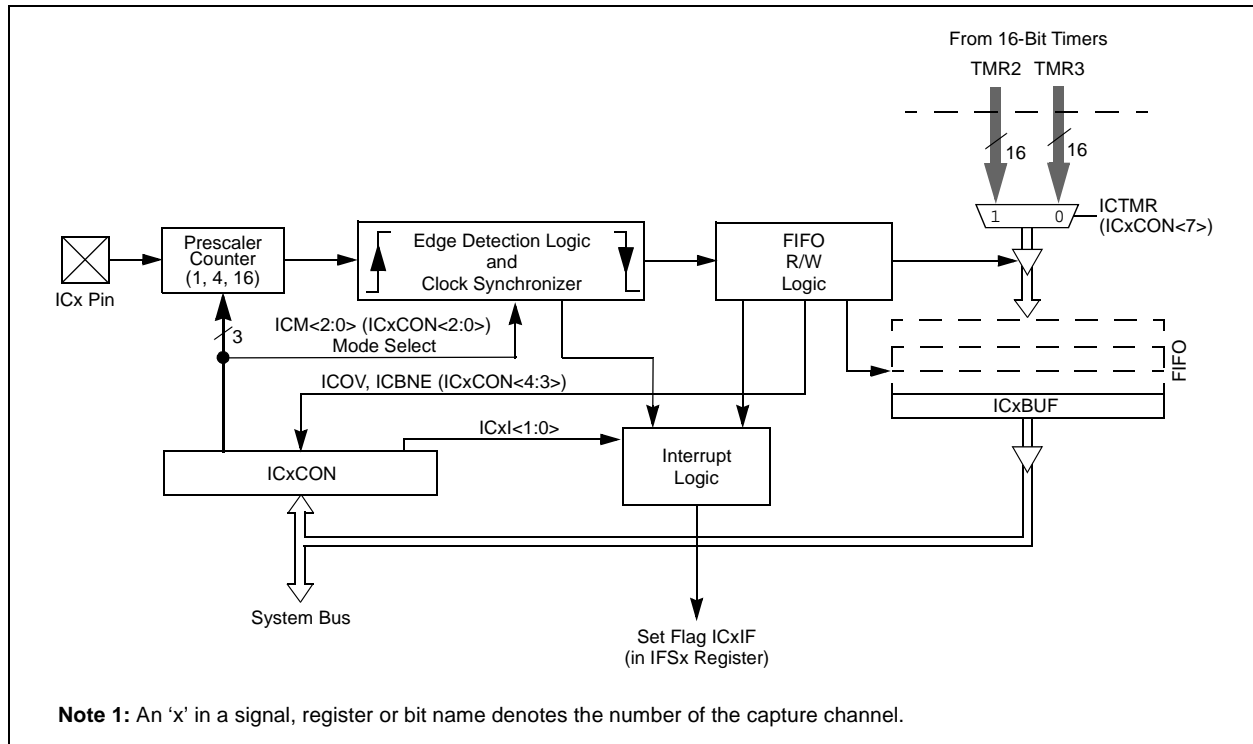 From 16-Bit Timers
TMR2 TMR3
16
16
1 0
ICTMR
(ICxCON<7>)
ICx Pin
Prescaler
Counter
(1, 4, 16)
Edge Detection Logic
and
Clock Synchronizer
FIFO
R/W
Logic
3
ICM<2:0> (ICxCON<2:0>)
Mode Select
FIFO
ICOV, ICBNE (ICxCON<4:3>)
ICxBUF
ICxI<1:0>
ICxCON
Interrupt
Logic
System Bus
Set Flag ICxIF
(in IFSx Register)
Note 1: An ‘x’ in a signal, register or bit name denotes the number of the capture channel.